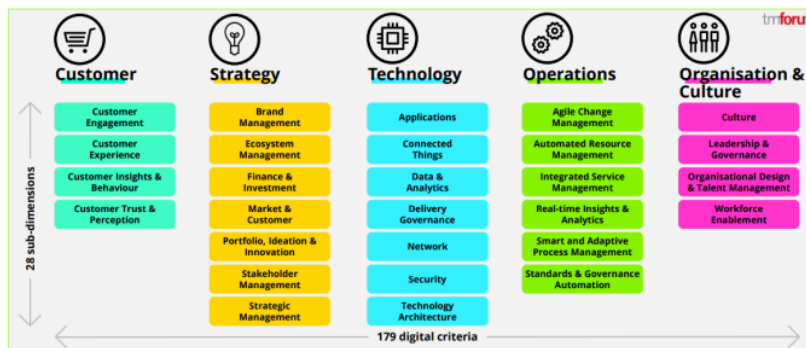 tmforum
Customer
Strategy
Technology
Operations
Organisation &
Culture
28 sub-dimensions
Customer
Engagement
Customer
Experience
Customer Insights &
Behaviour
Customer Trust &
Perception
Brand
Management
Ecosystem
Management
Finance &
Investment
Market &
Customer
Portfolio, Ideation &
Innovation
Stakeholder
Management
Strategic
Management
Applications
Connected
Things
Data &
Analytics
Delivery
Governance
Network
Security
Technology
Architecture
Agile Change
Management
Automated Resource
Management
Integrated Service
Management
Real-time Insights &
Analytics
Smart and Adaptive
Process Management
Standards & Governance
Automation
Culture
Leadership &
Governance
Organisational Design
& Talent Management
Workforce
Enablement
179 digital criteria